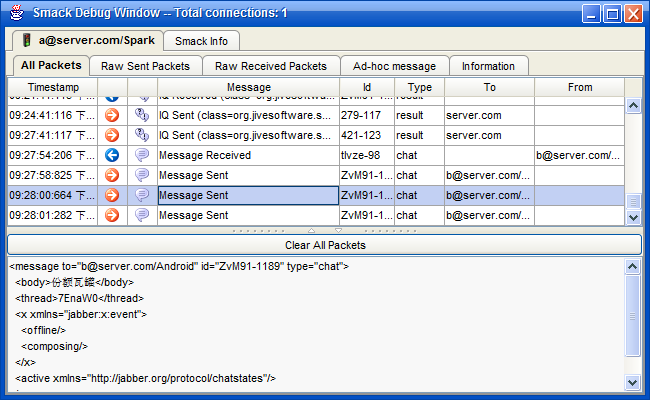 Smack Debug Window -- Total connections: 1
a@server.com/Spark Smack Info
All Packets Raw Sent Packets Raw Received Packets Ad-hoc message Information
Timestamp Message Id Type To From
09:24:41:116 下... IQ Sent (class=org.jivesoftware.s... 279-117 result server.com
09:27:41:117 下... IQ Sent (class=org.jivesoftware.s... 421-123 result server.com
09:27:54:206 下... Message Received tlvze-98 chat b@server.com/...
09:27:58:825 下... Message Sent ZvM91-1... chat b@server.com/...
09:28:00:664 下... Message Sent ZvM91-1... chat b@server.com/...
09:28:01:282 下... Message Sent ZvM91-1... chat b@server.com/...
Clear All Packets
<message to="b@server.com/Android" id="ZvM91-1189" type="chat">
<body>份额瓦罐</body>
<thread>7EnaW0</thread>
<x xmlns="jabber:x:event">
<offline/>
<composing/>
</x>
<active xmlns="http://jabber.org/protocol/chatstates"/>